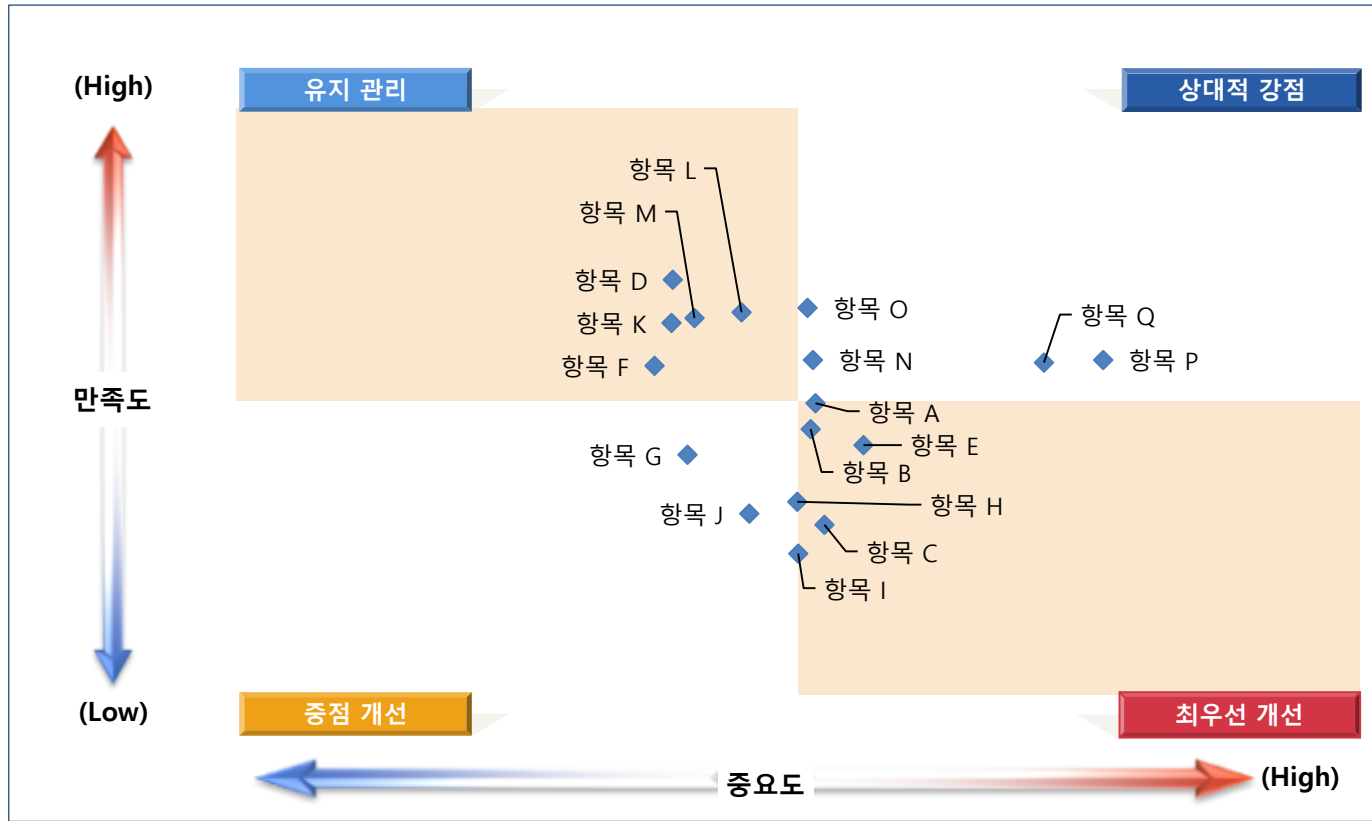 (High)
유지 관리
상대적 강점
항목 L
항목 M
항목 D
항목 O
항목 Q
항목 K
항목 N
항목 P
항목 F
만족도
항목 A
항목 E
항목 G
항목 B
항목 H
항목 J
항목 C
항목 I
(Low)
중점 개선
최우선 개선
중요도
(High)